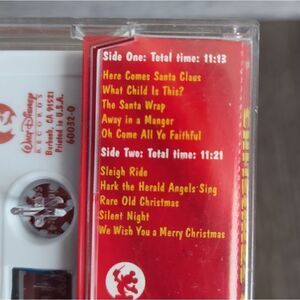 Side One: Total time: 11:13
Here Comes Santa Claus
What Child Is This?
The Santa Wrap
Away in a Manger
Oh Come All Ye Faithful
Side Two: Total time: 11:21
Sleigh Ride
Hark the Herald Angels Sing
Rare Old Christmas
Silent Night
We Wish You a Merry Christmas
Walt Disney
RECORDS
Burbank, CA 91521
Printed in U.S.A.
60032-0